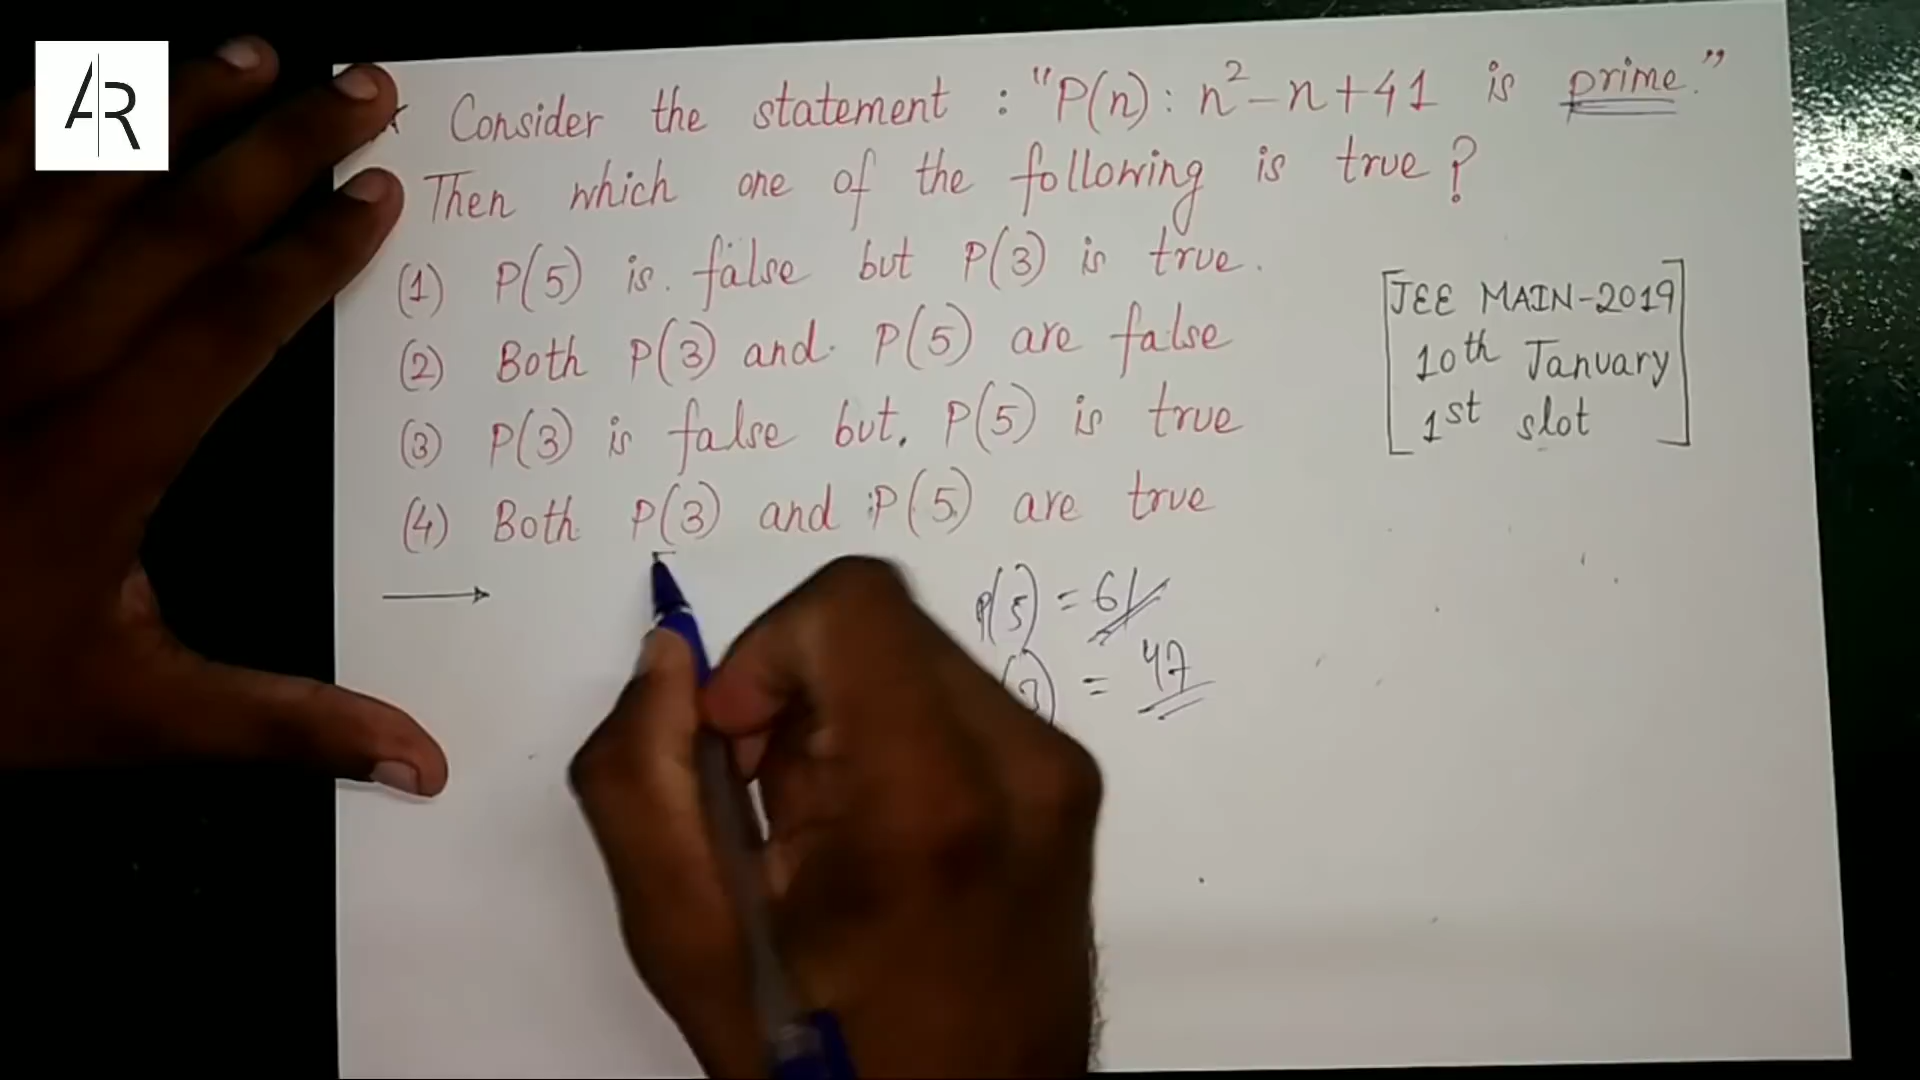 AR
Consider the statement : "P(n): n²-n+41 is prime."
Then which one of the following is true?
(1) P(5) is false but P(3) is true.
(2) Both P(3) and P(5) are false
(3) P(3) is false but P(5) is true
(4) Both P(3) and P(5) are true
[JEE MAIN-2019
10th January
1st slot]
P(5) = 61
(3) = 47